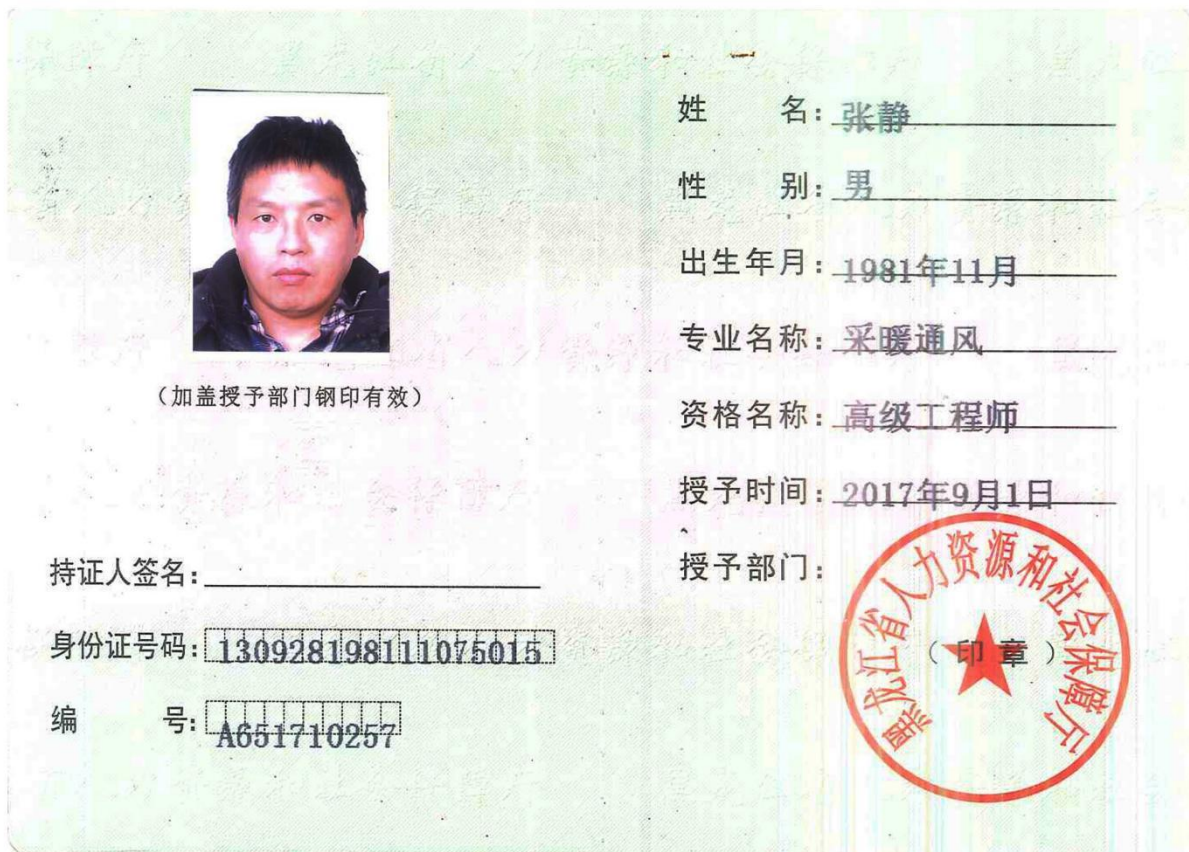 （加盖授予部门钢印有效）
持证人签名：
身份证号码：130928198111075015
编　　号：A651710257
姓　　名：张静
性　　别：男
出生年月：1981年11月
专业名称：采暖通风
资格名称：高级工程师
授予时间：2017年9月1日
授予部门：
黑龙江省人力资源和社会保障厅
（印章）